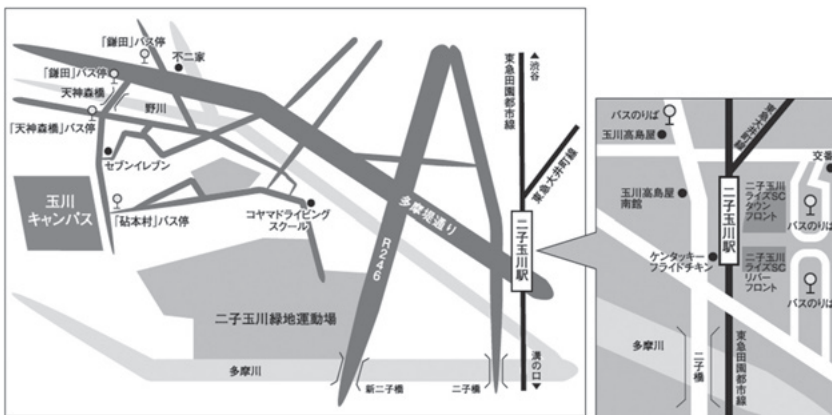 「鎌田」バス停
不二家
「鎌田」バス停
天神森橋
野川
「天神森橋」バス停
セブンイレブン
玉川
キャンパス
「砧本村」バス停
コヤマドライビング
スクール
多摩堤通り
R246
二子玉川緑地運動場
多摩川
新二子橋
二子橋
▲渋谷
東急田園都市線
東急大井町線
二子玉川駅
溝の口▼
バスのりば
玉川高島屋
東急大井町線
交番
玉川高島屋
南館
二子玉川駅
二子玉川
ライズSC
タウン
フロント
バスのりば
ケンタッキー
フライドチキン
二子玉川
ライズSC
リバー
フロント
バスのりば
多摩川
二子橋
東急田園都市線